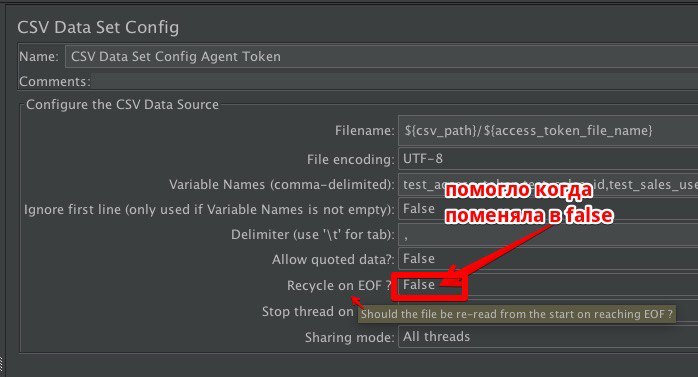 CSV Data Set Config
Name: CSV Data Set Config Agent Token
Comments:
Configure the CSV Data Source
Filename: ${csv_path}/${access_token_file_name}
File encoding: UTF-8
Variable Names (comma-delimited): id,test_sales_use
помогло когда
поменяла в false
Ignore first line (only used if Variable Names is not empty): False
Delimiter (use '\t' for tab): ,
Allow quoted data?: False
Recycle on EOF ?: False
Stop thread on
Should the file be re-read from the start on reaching EOF ?
Sharing mode: All threads